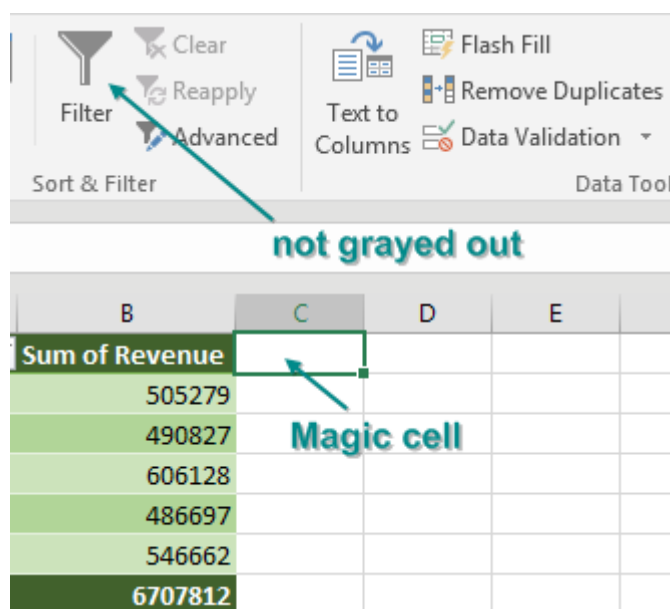 Clear
Flash Fill
Reapply
Remove Duplicates
Filter
Text to
Columns
Advanced
Data Validation
Sort & Filter
Data Tool
not grayed out
B C D E
Sum of Revenue
505279
Magic cell
490827
606128
486697
546662
6707812